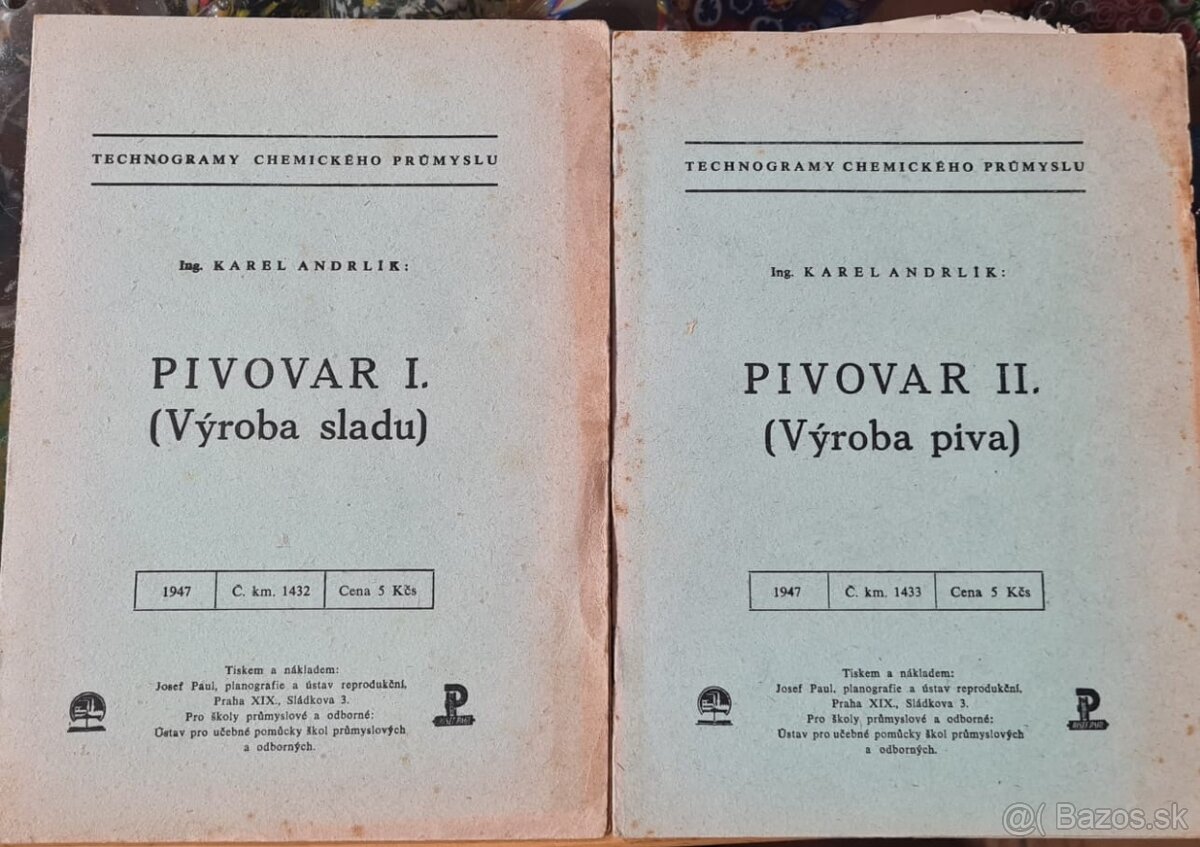 TECHNOGRAMY CHEMICKÉHO PRŮMYSLU
Ing. KAREL ANDRLÍK:
PIVOVAR I.
(Výroba sladu)
1947 Č. km. 1432 Cena 5 Kčs
Tiskem a nákladem:
Josef Paul, planografie a ústav reprodukční,
Praha XIX., Sládkova 3.
Pro školy průmyslové a odborné:
Ústav pro učebné pomůcky škol průmyslových
a odborných.
TECHNOGRAMY CHEMICKÉHO PRŮMYSLU
Ing. KAREL ANDRLÍK:
PIVOVAR II.
(Výroba piva)
1947 Č. km. 1433 Cena 5 Kčs
Tiskem a nákladem:
Josef Paul, planografie a ústav reprodukční,
Praha XIX., Sládkova 3.
Pro školy průmyslové a odborné:
Ústav pro učebné pomůcky škol průmyslových
a odborných.
@( Bazos.sk